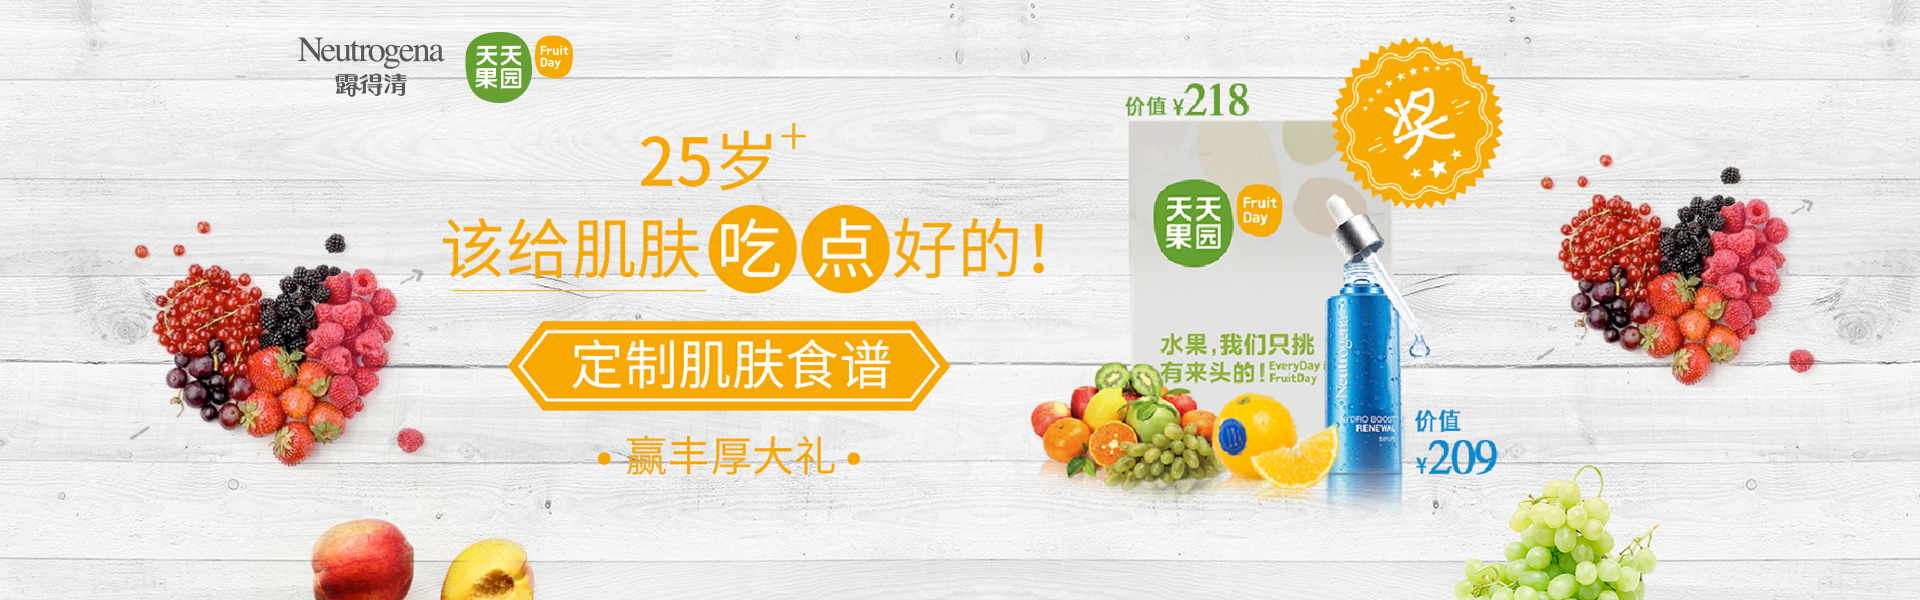 Neutrogena
露得清
天天
果园
Fruit
Day
25岁+
该给肌肤吃点好的!
定制肌肤食谱
• 赢丰厚大礼 •
价值 ¥218
奖
天天
果园
Fruit
Day
水果,我们只挑
有来头的!
EveryDay
FruitDay
Neutrogena
HYDRO BOOST
RENEWAL
价值
¥209